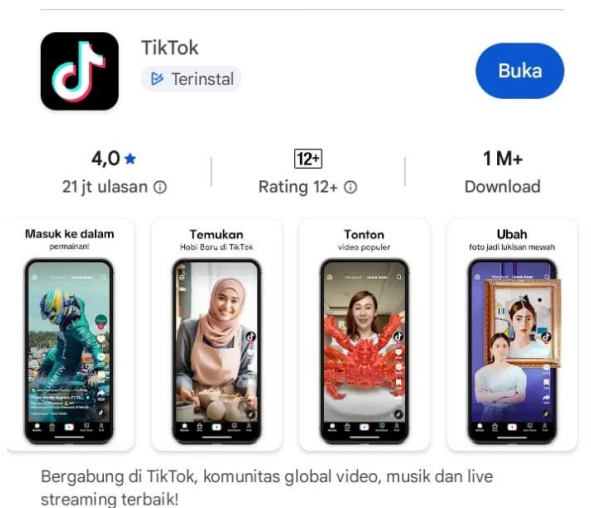 TikTok
Terinstal
Buka
4,0
12+
1 M+
21 jt ulasan
Rating 12+
Download
Masuk ke dalam
permainan!
Temukan
Hobi Baru di TikTok
Tonton
video populer
Ubah
foto jadi lukisan mewah
Bergabung di TikTok, komunitas global video, musik dan live
streaming terbaik!